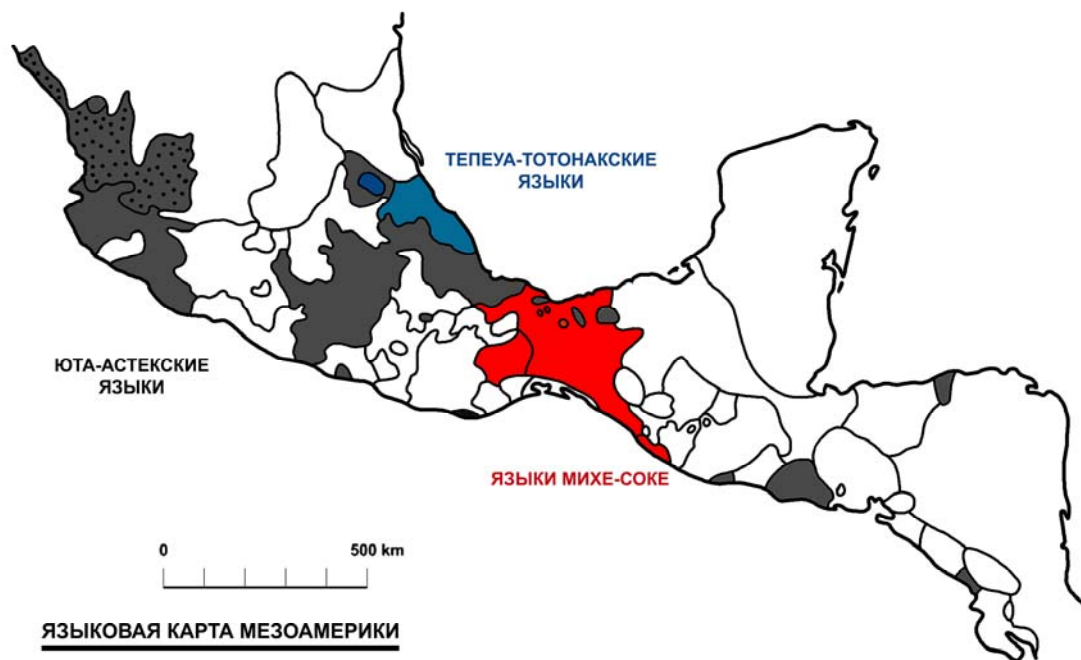 ТЕПЕУА-ТОТОНАКСКИЕ
ЯЗЫКИ
ЮТА-АСТЕКСКИЕ
ЯЗЫКИ
ЯЗЫКИ МИХЕ-СОКЕ
0 500 km
ЯЗЫКОВАЯ КАРТА МЕЗОАМЕРИКИ